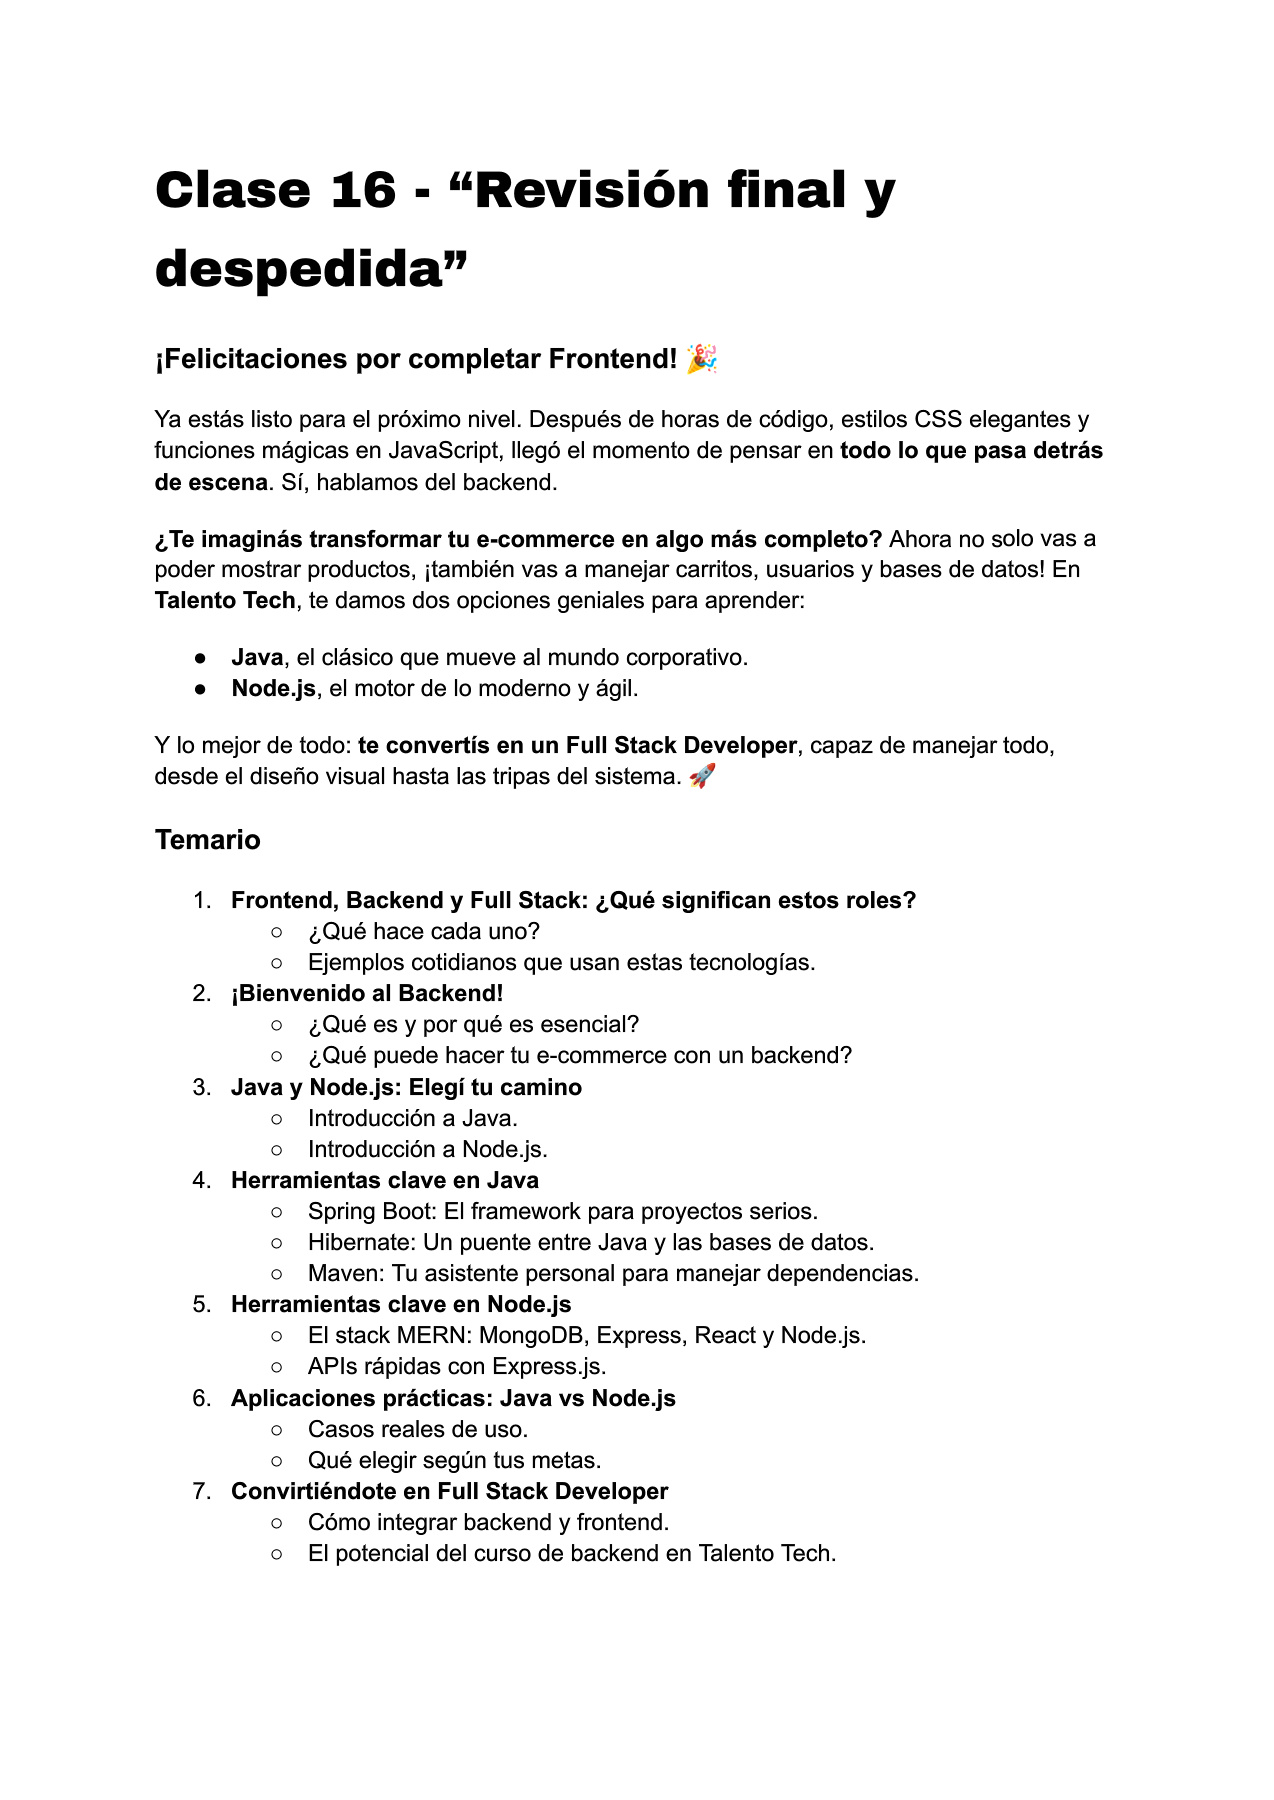 Clase 16 - “Revisión final y
despedida”
¡Felicitaciones por completar Frontend! 🎉
Ya estás listo para el próximo nivel. Después de horas de código, estilos CSS elegantes y
funciones mágicas en JavaScript, llegó el momento de pensar en todo lo que pasa detrás
de escena. Sí, hablamos del backend.
¿Te imaginás transformar tu e-commerce en algo más completo? Ahora no solo vas a
poder mostrar productos, ¡también vas a manejar carritos, usuarios y bases de datos! En
Talento Tech, te damos dos opciones geniales para aprender:
● Java, el clásico que mueve al mundo corporativo.
● Node.js, el motor de lo moderno y ágil.
Y lo mejor de todo: te convertís en un Full Stack Developer, capaz de manejar todo,
desde el diseño visual hasta las tripas del sistema. 🚀
Temario
1. Frontend, Backend y Full Stack: ¿Qué significan estos roles?
○ ¿Qué hace cada uno?
○ Ejemplos cotidianos que usan estas tecnologías.
2. ¡Bienvenido al Backend!
○ ¿Qué es y por qué es esencial?
○ ¿Qué puede hacer tu e-commerce con un backend?
3. Java y Node.js: Elegí tu camino
○ Introducción a Java.
○ Introducción a Node.js.
4. Herramientas clave en Java
○ Spring Boot: El framework para proyectos serios.
○ Hibernate: Un puente entre Java y las bases de datos.
○ Maven: Tu asistente personal para manejar dependencias.
5. Herramientas clave en Node.js
○ El stack MERN: MongoDB, Express, React y Node.js.
○ APIs rápidas con Express.js.
6. Aplicaciones prácticas: Java vs Node.js
○ Casos reales de uso.
○ Qué elegir según tus metas.
7. Convirtiéndote en Full Stack Developer
○ Cómo integrar backend y frontend.
○ El potencial del curso de backend en Talento Tech.